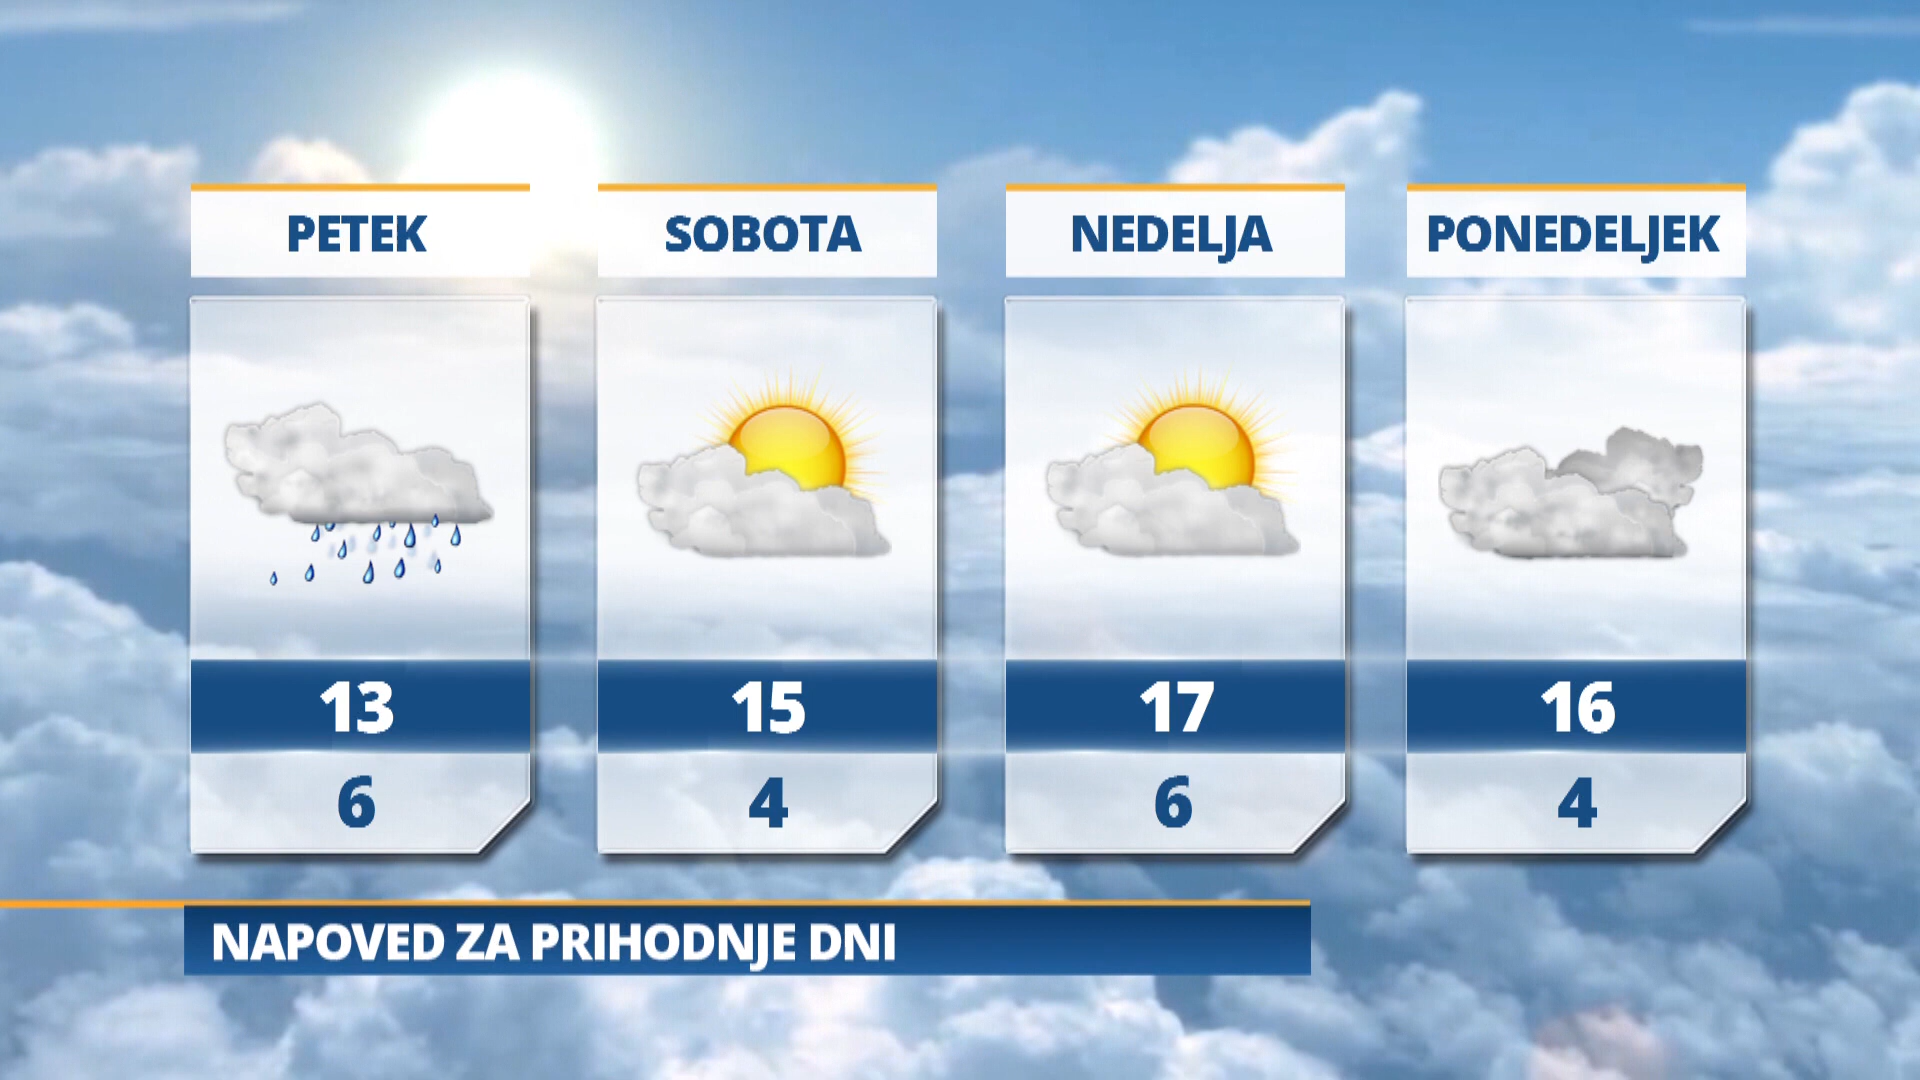 PETEK
SOBOTA
NEDELJA
PONEDELJEK
13
15
17
16
6
4
6
4
NAPOVED ZA PRIHODNJE DNI